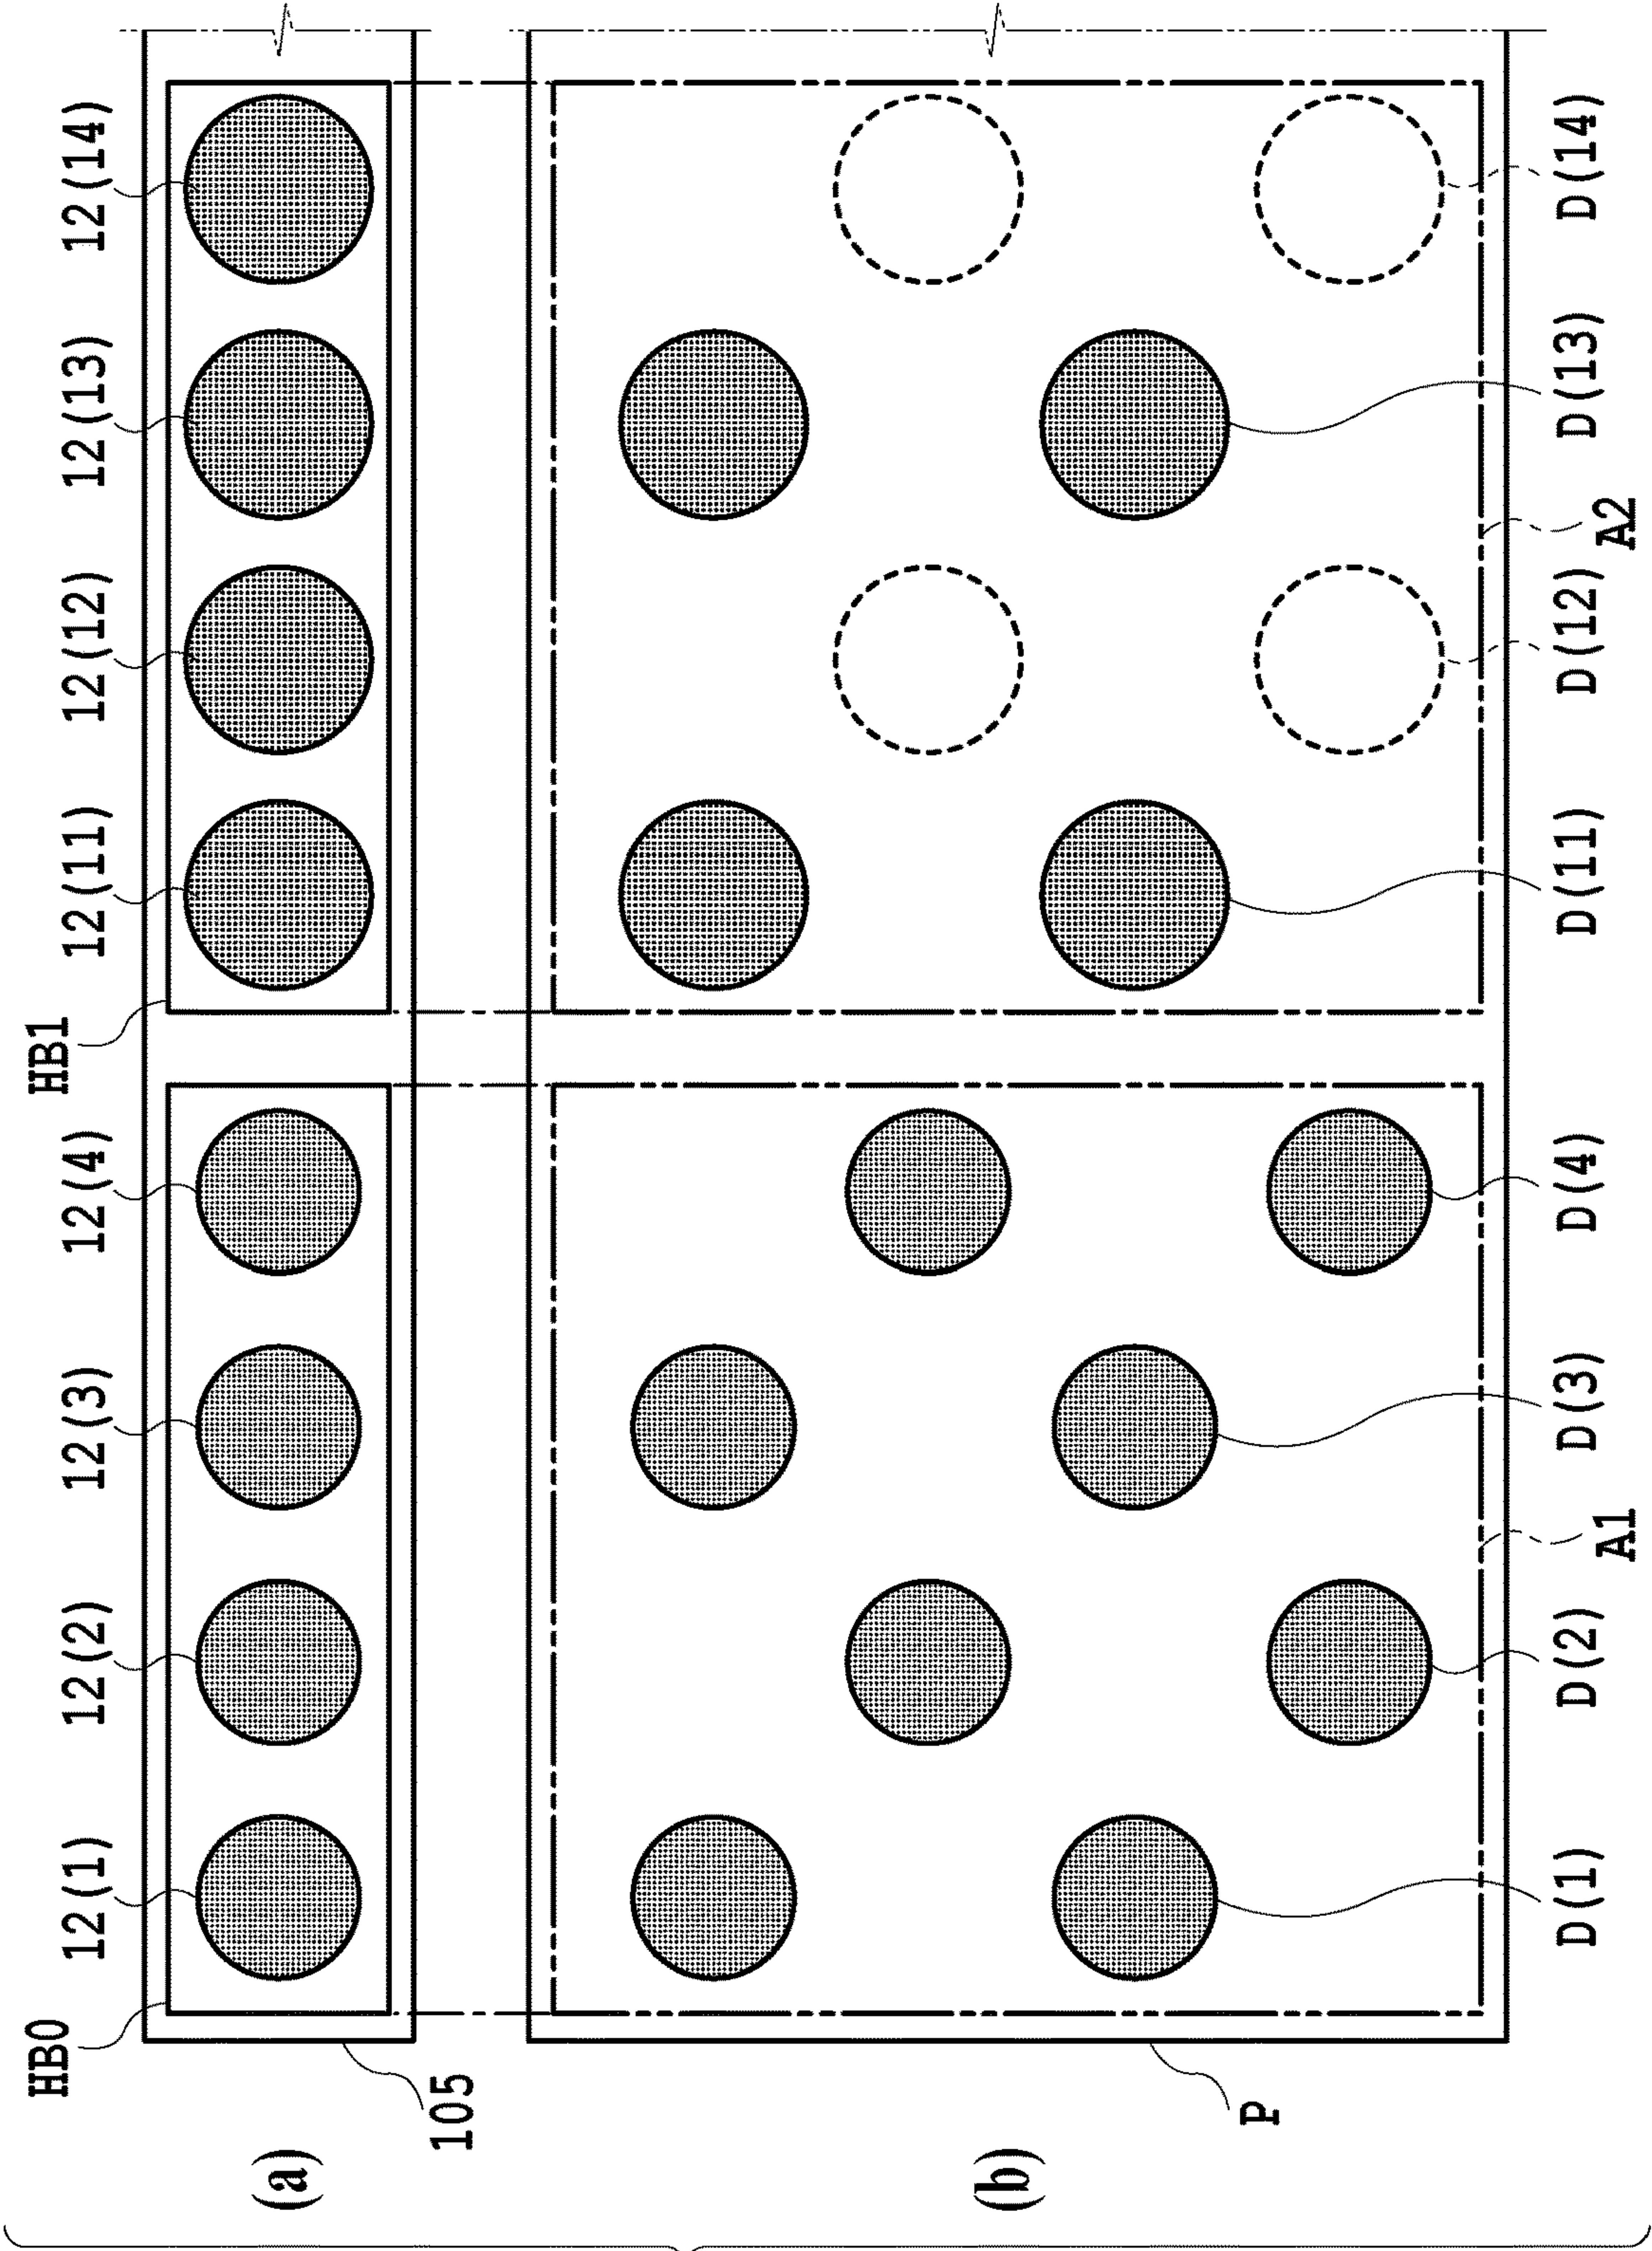 (a)
HB0
HB1
12(1)
12(2)
12(3)
12(4)
12(11)
12(12)
12(13)
12(14)
105
(b)
P
D(1)
D(2)
D(3)
D(4)
D(11)
D(12)
D(13)
D(14)
A1
A2